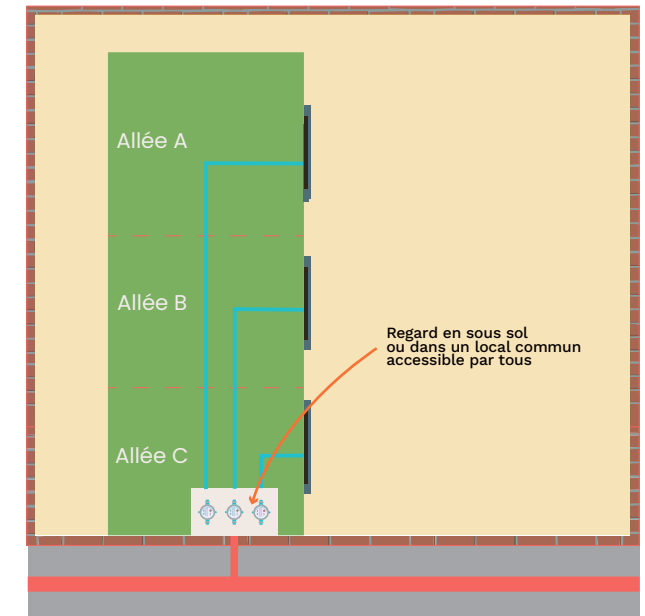 Allée A
Allée B
Regard en sous sol
ou dans un local commun
accessible par tous
Allée C